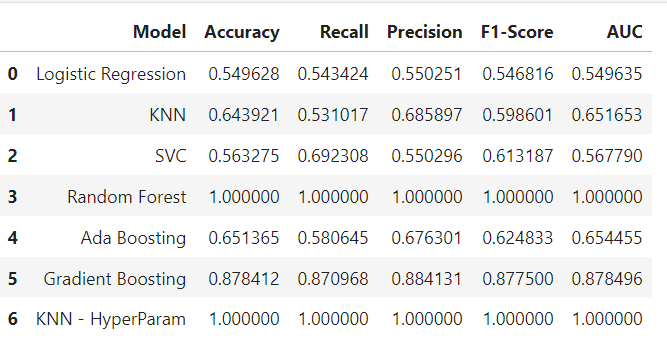 Model Accuracy Recall Precision F1-Score AUC
0 Logistic Regression 0.549628 0.543424 0.550251 0.546816 0.549635
1 KNN 0.643921 0.531017 0.685897 0.598601 0.651653
2 SVC 0.563275 0.692308 0.550296 0.613187 0.567790
3 Random Forest 1.000000 1.000000 1.000000 1.000000 1.000000
4 Ada Boosting 0.651365 0.580645 0.676301 0.624833 0.654455
5 Gradient Boosting 0.878412 0.870968 0.884131 0.877500 0.878496
6 KNN - HyperParam 1.000000 1.000000 1.000000 1.000000 1.000000